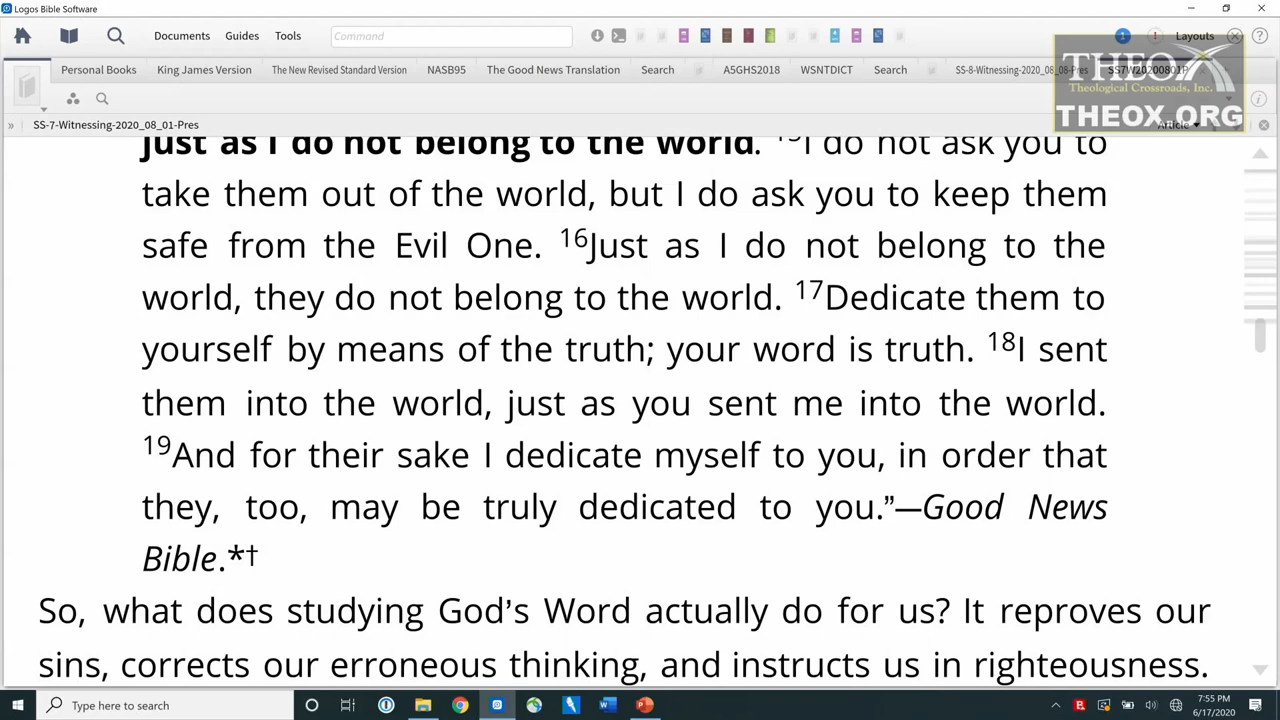 Logos Bible Software
Documents Guides Tools Command Layouts
THEOX
Theological Crossroads, Inc.
THEOX.ORG
Personal Books King James Version The New Revised Stan The Good News Translation Search A5GHS2018 WSNTDICT Search SS-8-Witnessing-2020_08_08-Pres SS7W20200801P
SS-7-Witnessing-2020_08_01-Pres Article
just as I do not belong to the world. 15I do not ask you to
take them out of the world, but I do ask you to keep them
safe from the Evil One. 16Just as I do not belong to the
world, they do not belong to the world. 17Dedicate them to
yourself by means of the truth; your word is truth. 18I sent
them into the world, just as you sent me into the world.
19And for their sake I dedicate myself to you, in order that
they, too, may be truly dedicated to you.”—Good News
Bible.*†
So, what does studying God’s Word actually do for us? It reproves our
sins, corrects our erroneous thinking, and instructs us in righteousness.
Type here to search
7:55 PM
6/17/2020